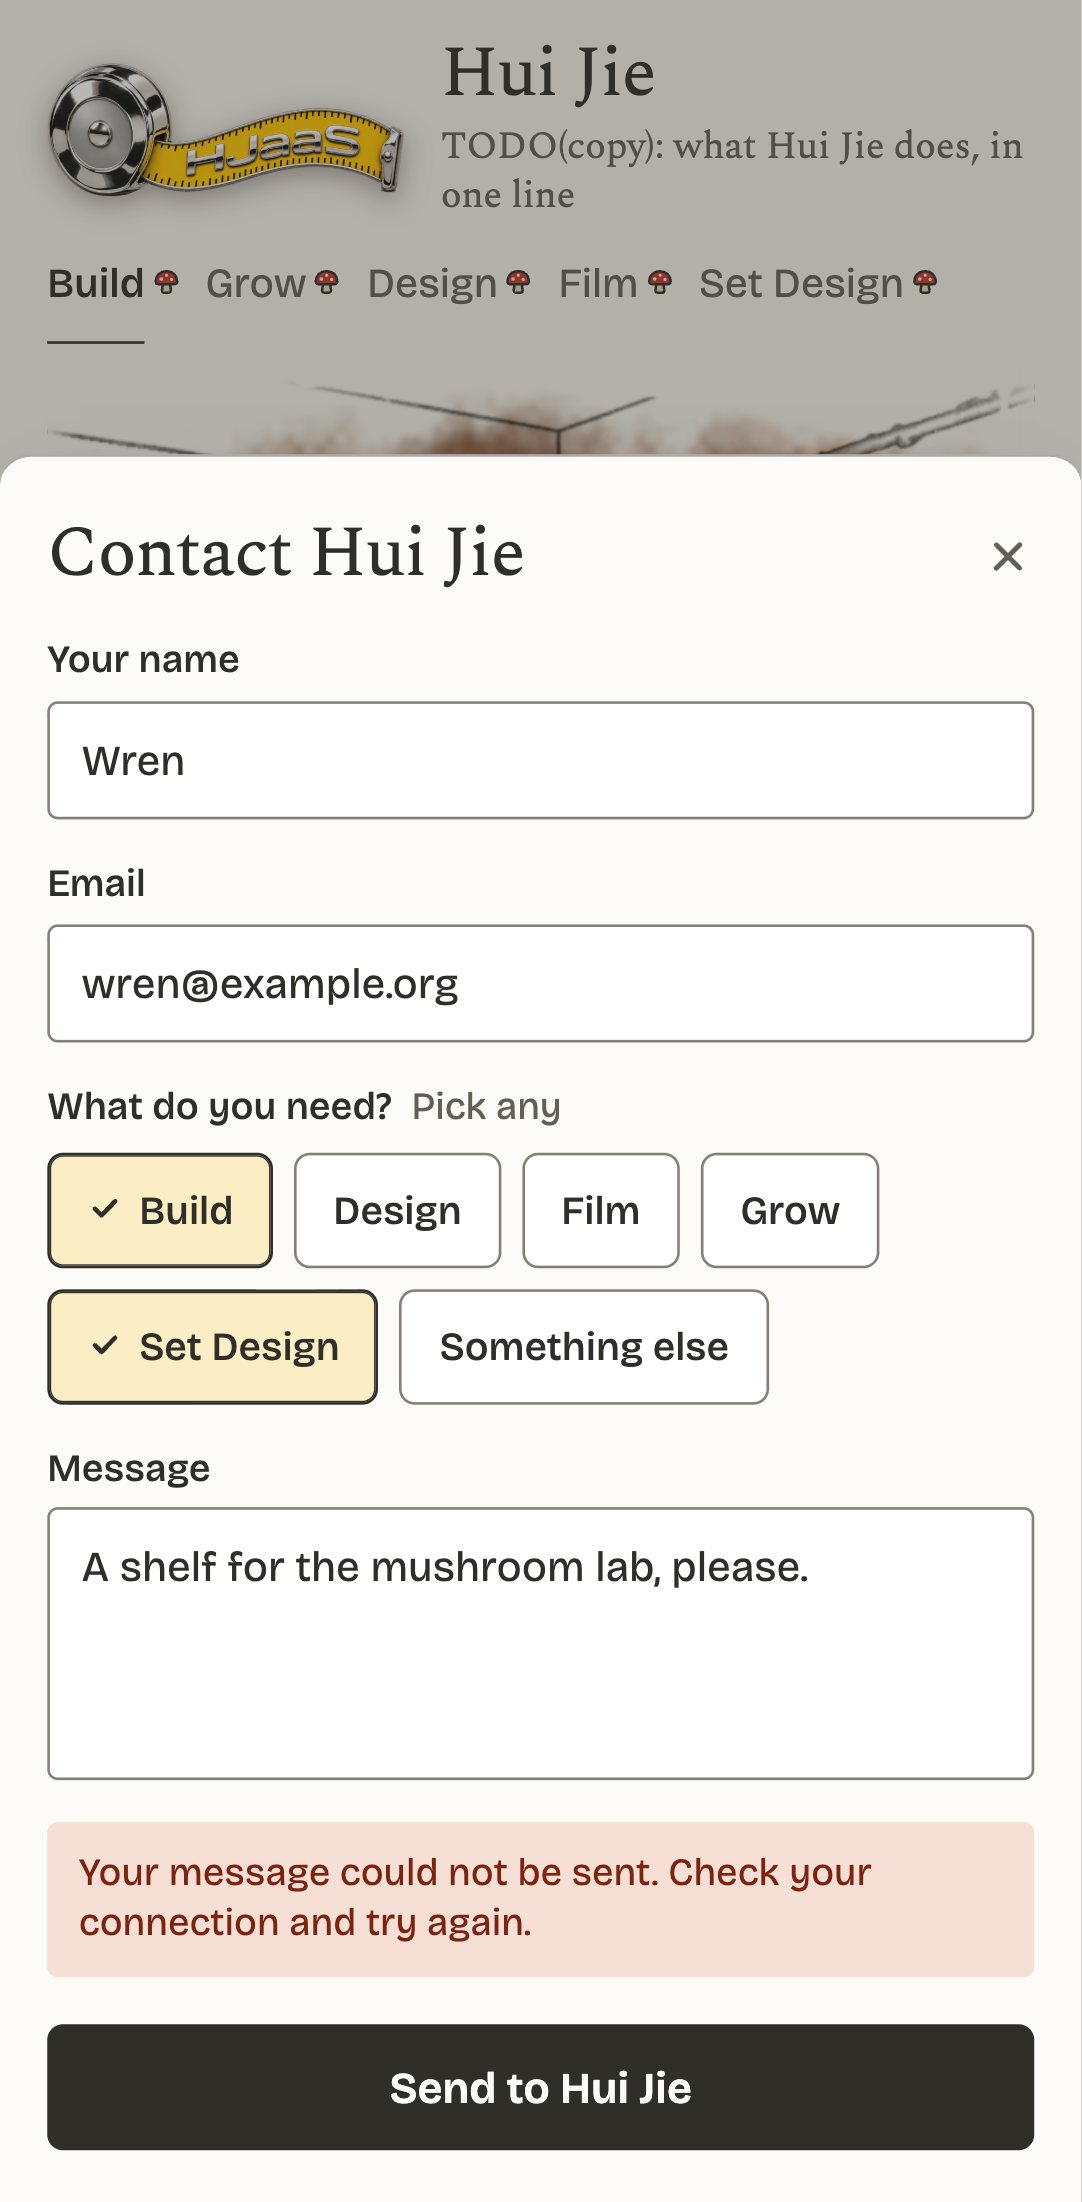 HJaaS
Hui Jie
TODO(copy): what Hui Jie does, in
one line
Build Grow Design Film Set Design
Contact Hui Jie
Your name
Wren
Email
wren@example.org
What do you need? Pick any
Build Design Film Grow
Set Design Something else
Message
A shelf for the mushroom lab, please.
Your message could not be sent. Check your
connection and try again.
Send to Hui Jie